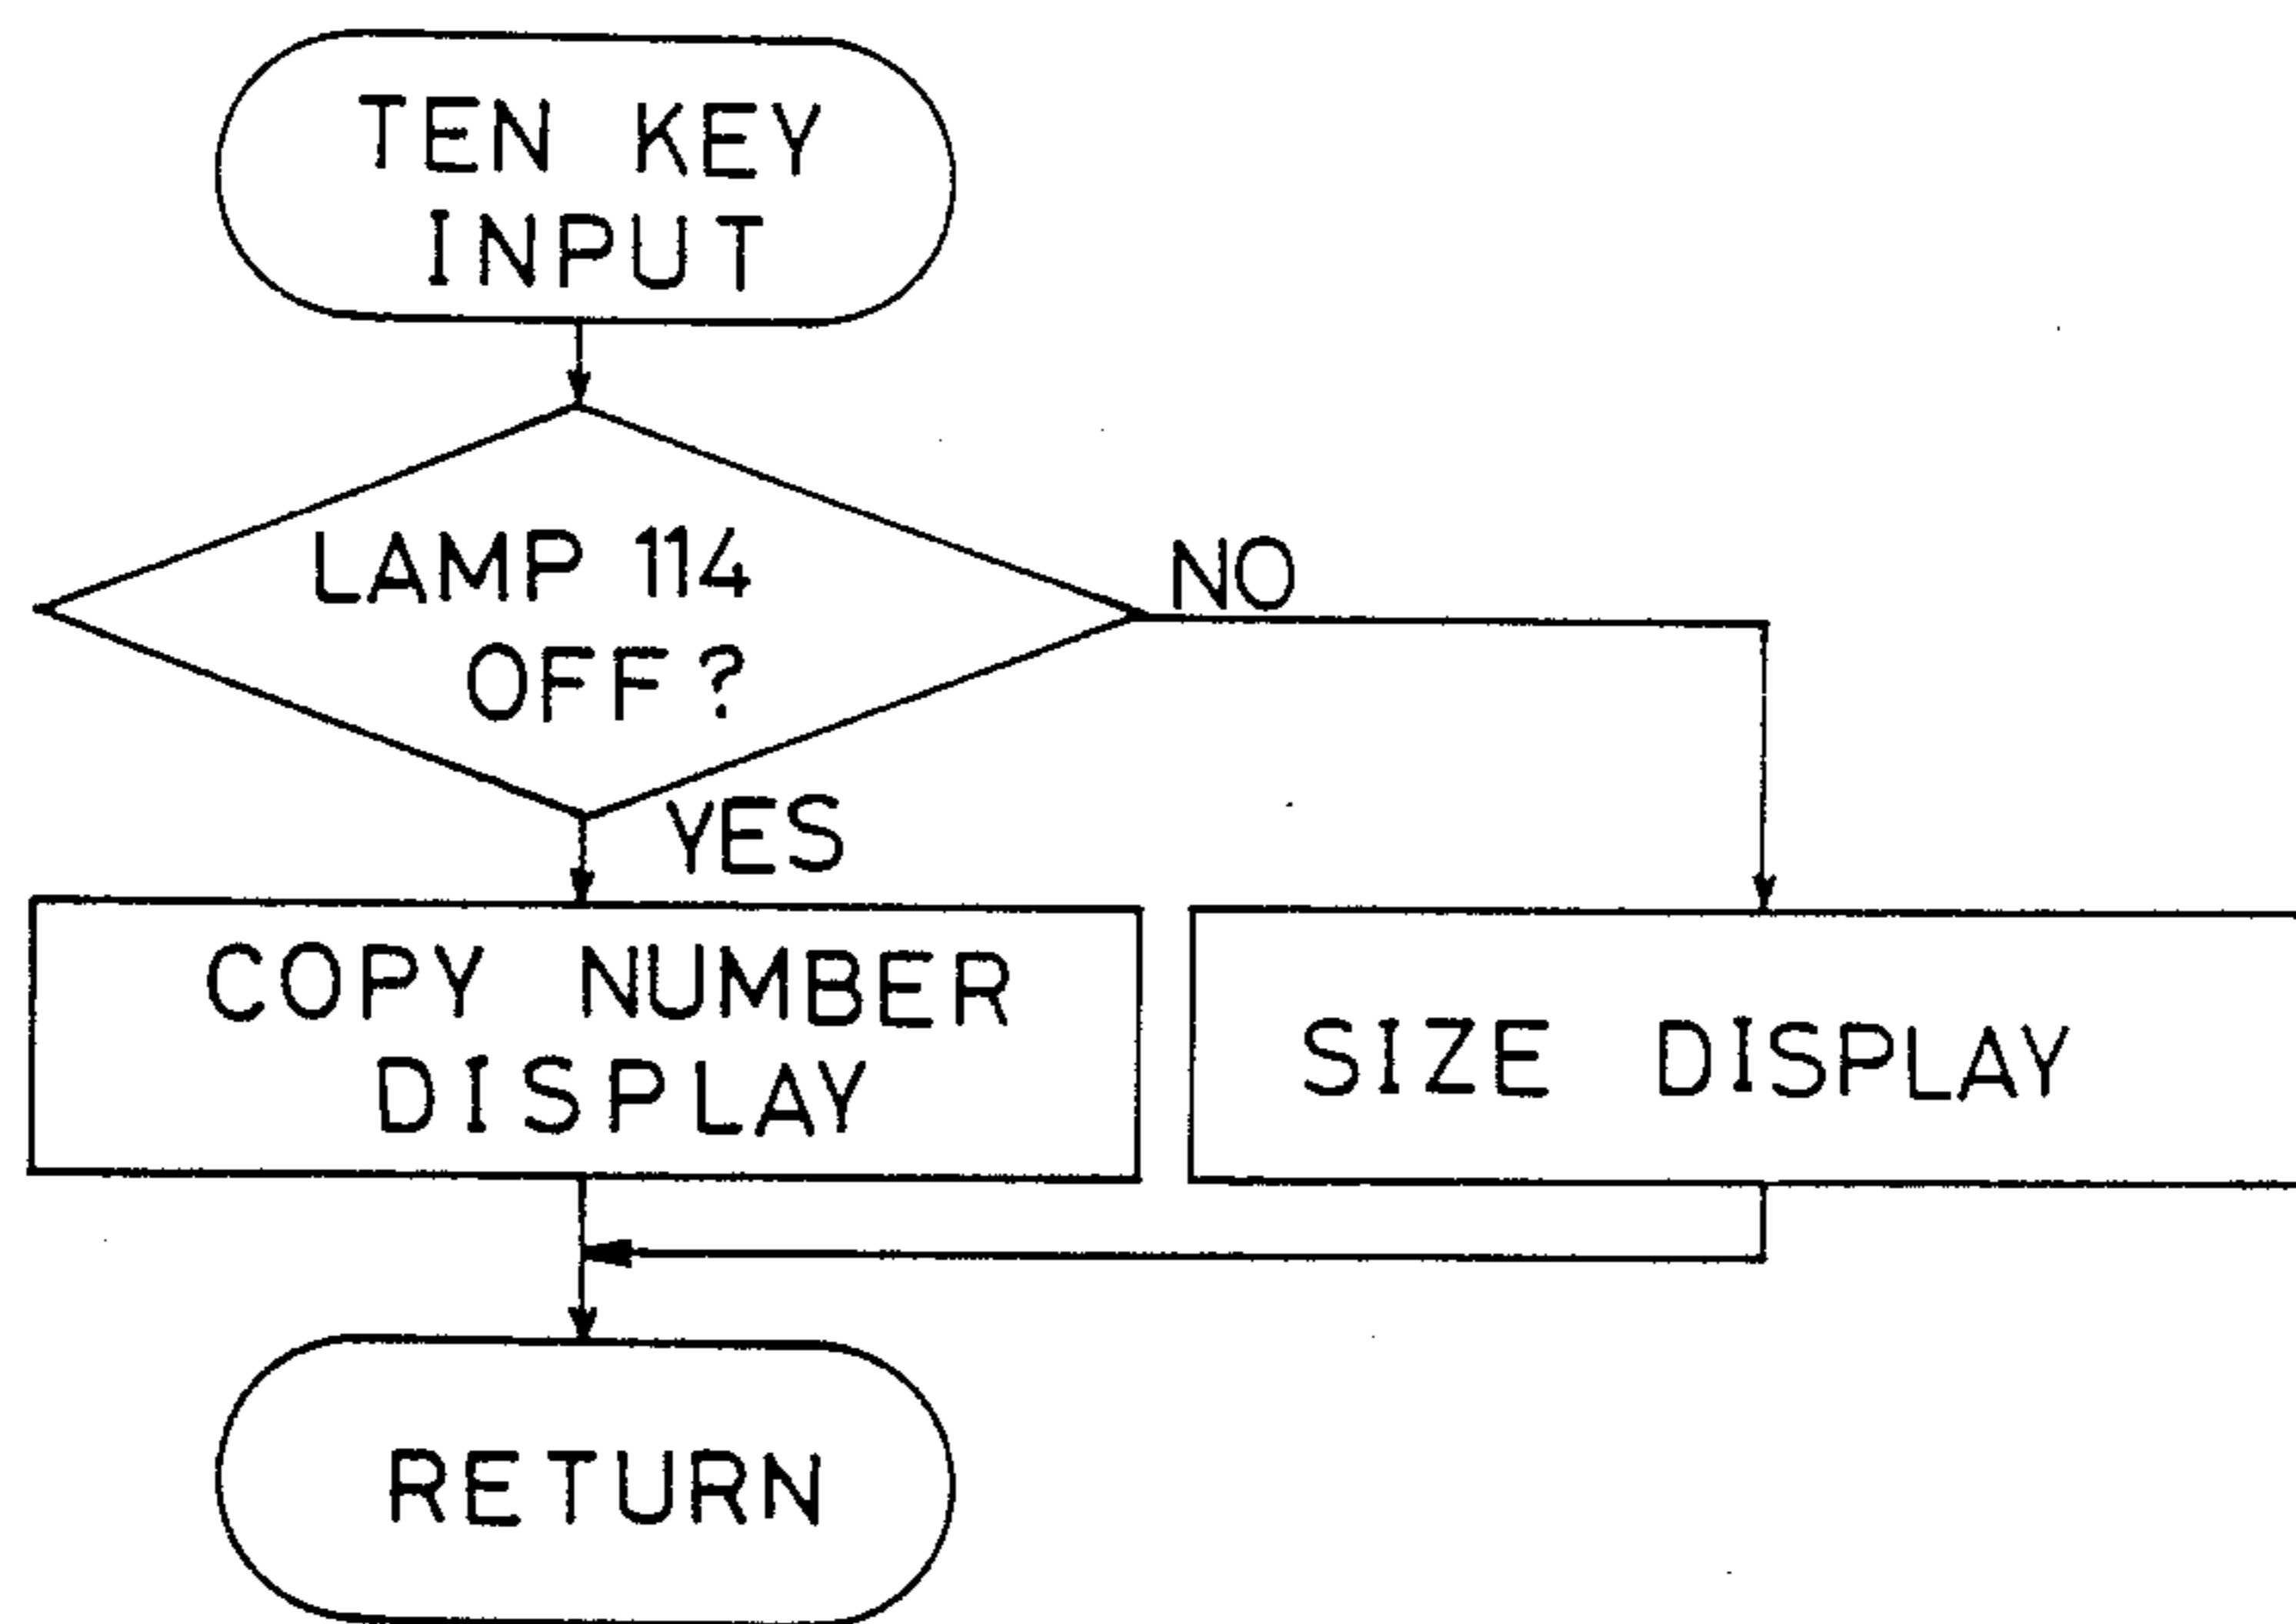 TEN KEY
INPUT
LAMP 114
OFF?
NO
YES
COPY NUMBER
DISPLAY
SIZE DISPLAY
RETURN